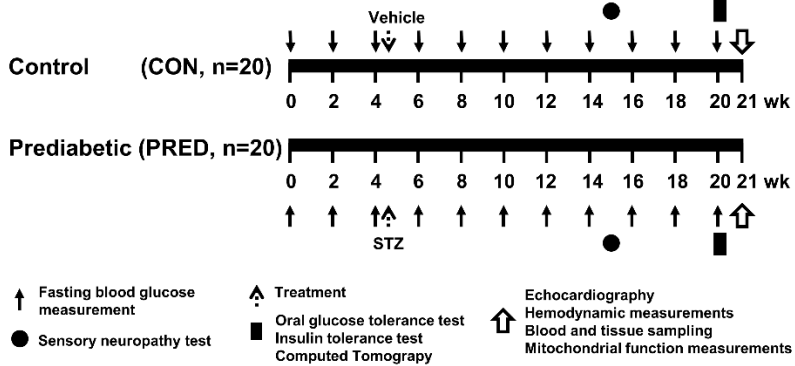 Vehicle
Control (CON, n=20)
0 2 4 6 8 10 12 14 16 18 20 21 wk
Prediabetic (PRED, n=20)
0 2 4 6 8 10 12 14 16 18 20 21 wk
STZ
Fasting blood glucose
measurement
Sensory neuropathy test
Treatment
Oral glucose tolerance test
Insulin tolerance test
Computed Tomograpy
Echocardiography
Hemodynamic measurements
Blood and tissue sampling
Mitochondrial function measurements